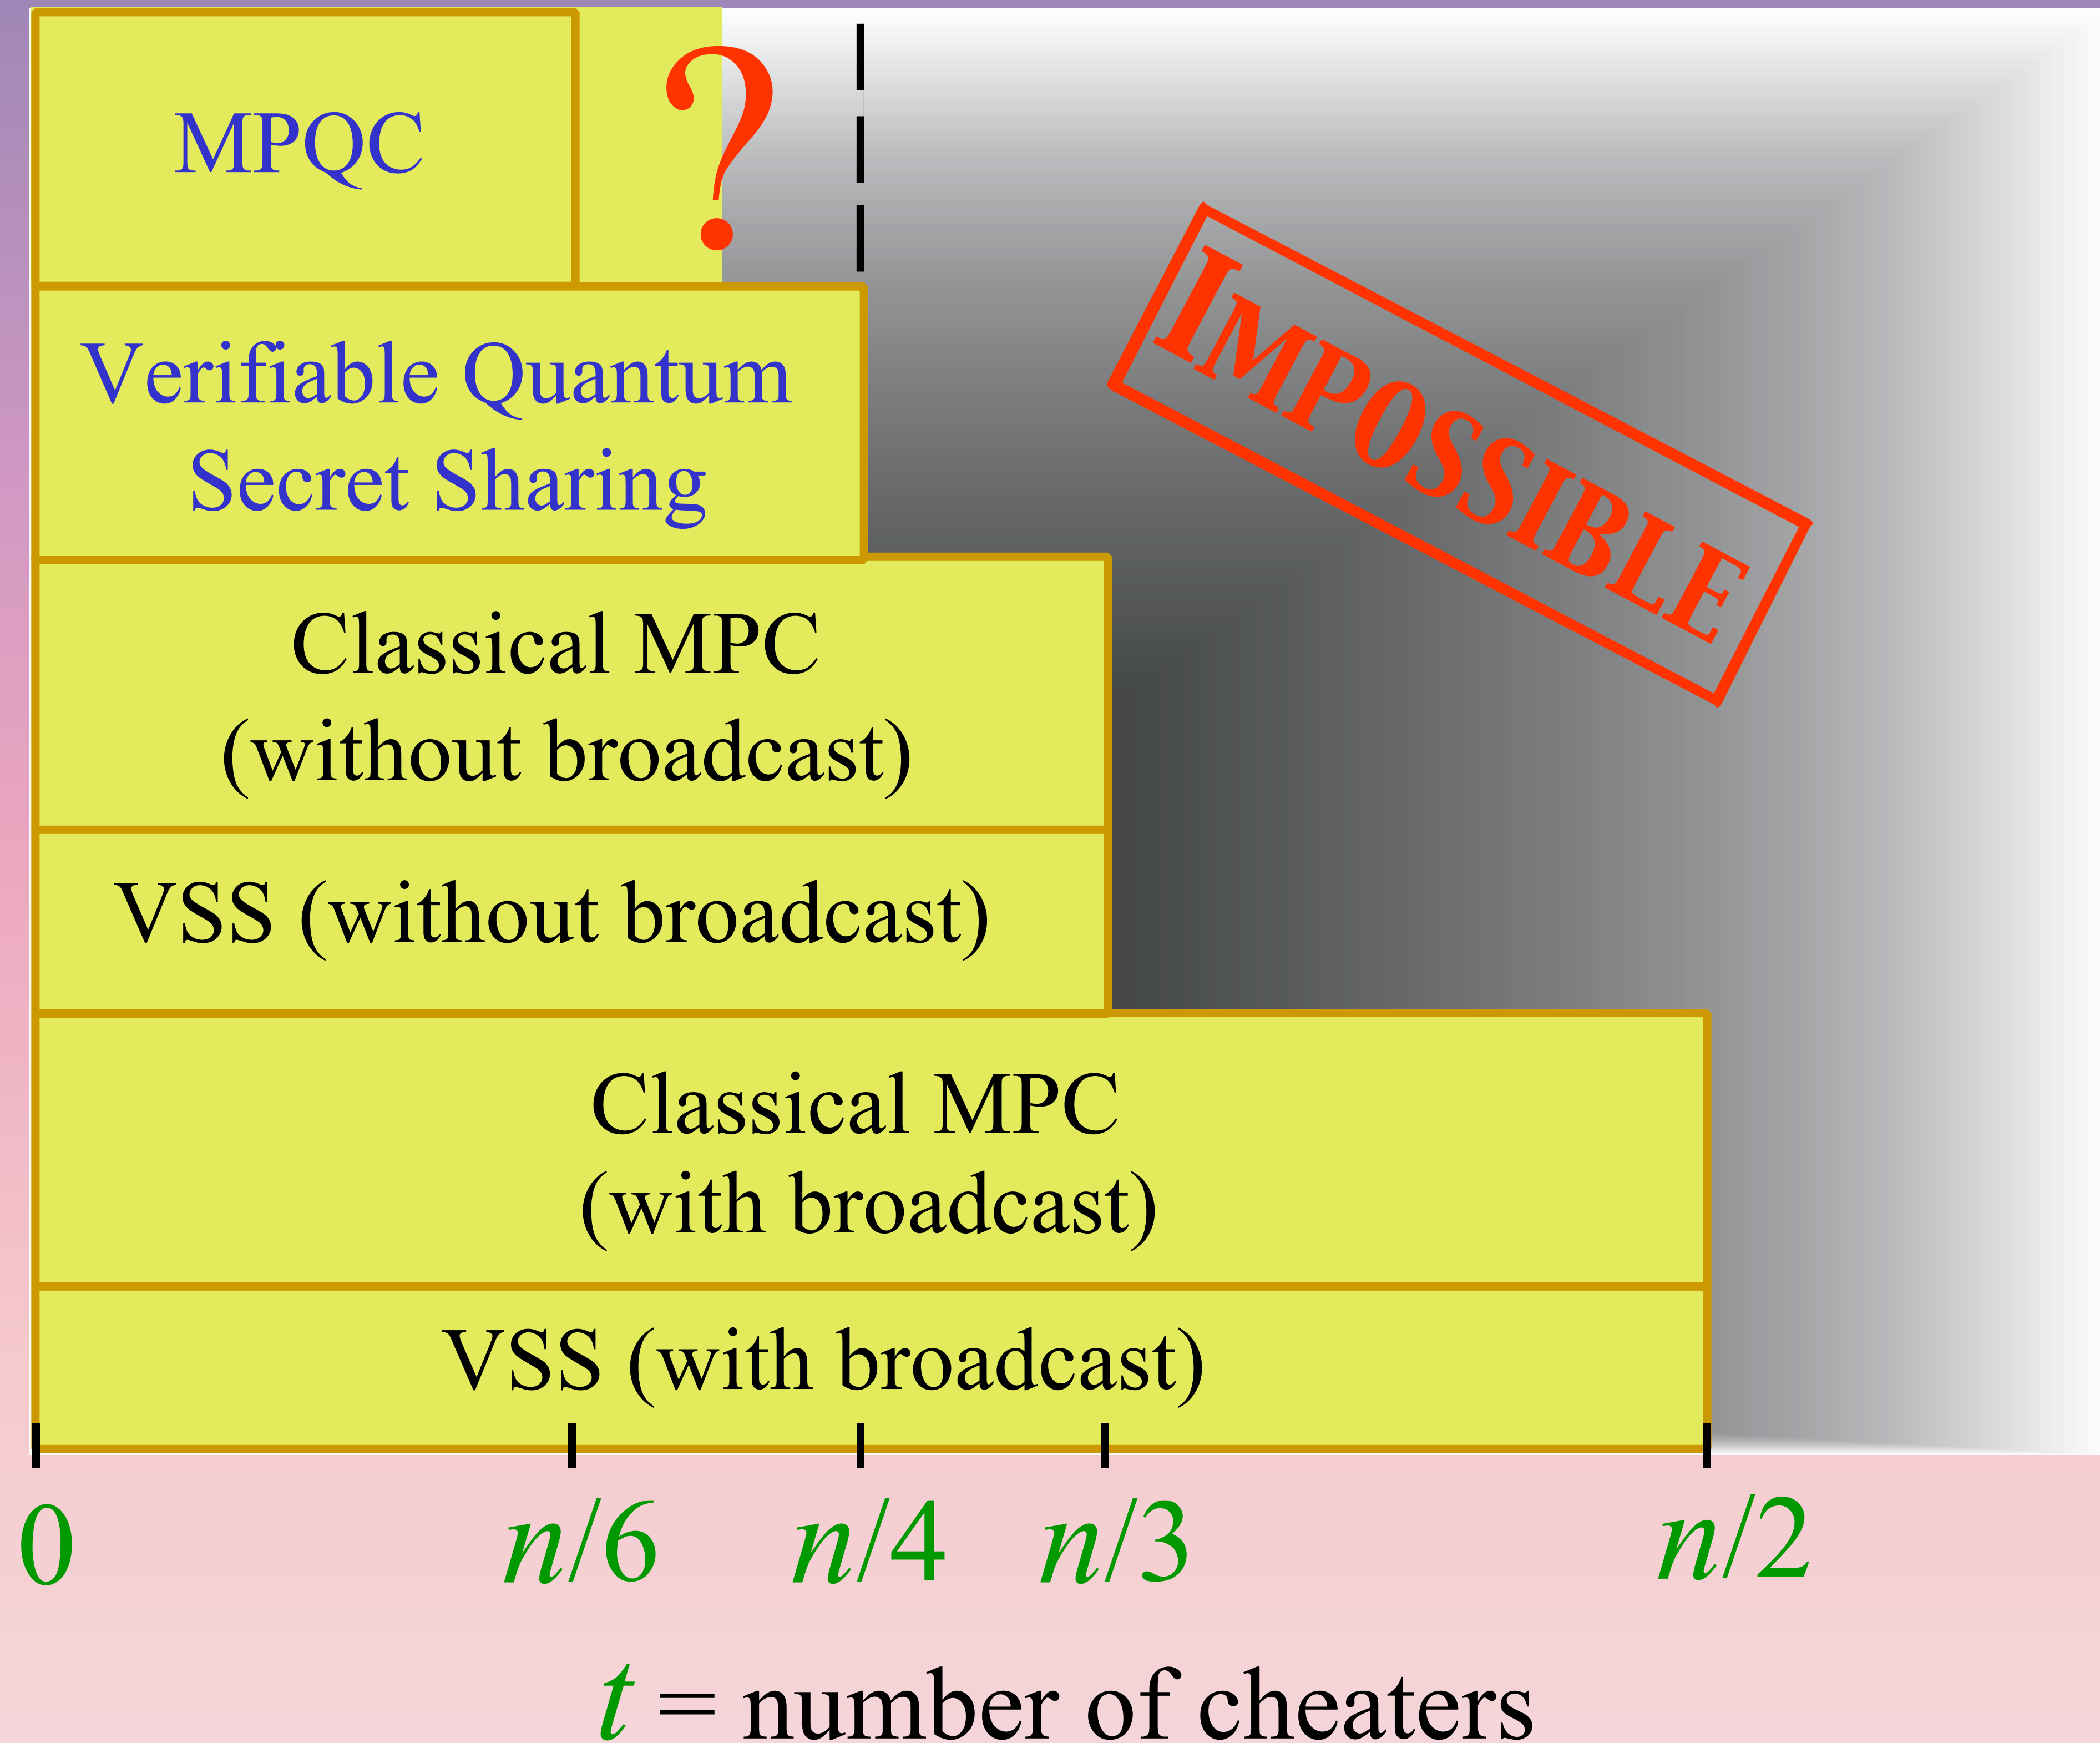 MPQC
?
Verifiable Quantum
Secret Sharing
IMPOSSIBLE
Classical MPC
(without broadcast)
VSS (without broadcast)
Classical MPC
(with broadcast)
VSS (with broadcast)
0 n/6 n/4 n/3 n/2
t = number of cheaters